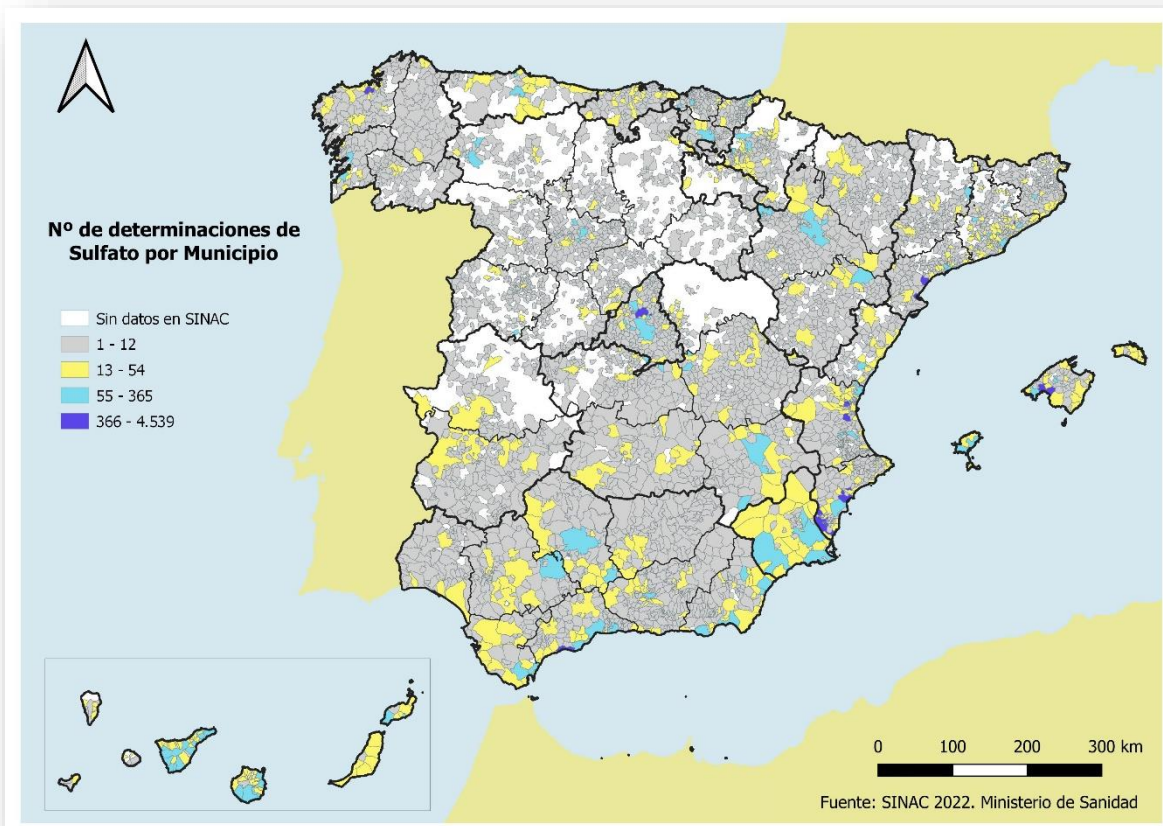 Nº de determinaciones de
Sulfato por Municipio
Sin datos en SINAC
1 - 12
13 - 54
55 - 365
366 - 4.539
0 100 200 300 km
Fuente: SINAC 2022. Ministerio de Sanidad